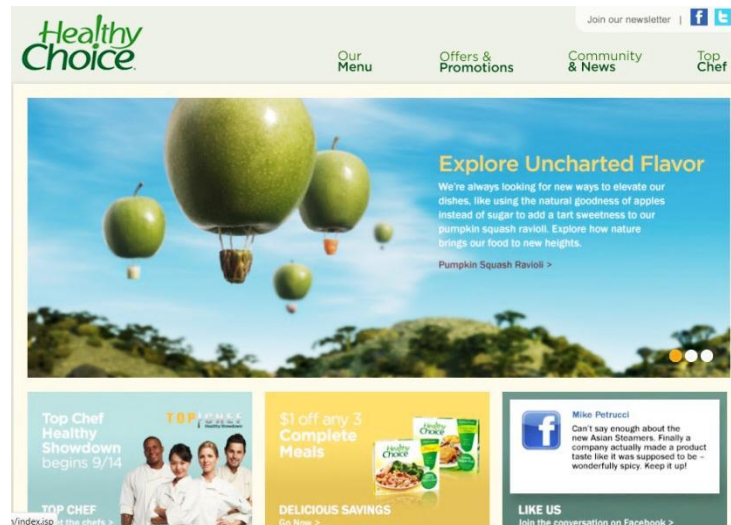 Join our newsletter |
Healthy
Choice
Our
Menu
Offers &
Promotions
Community
& News
Top
Chef
Explore Uncharted Flavor
We're always looking for new ways to elevate our
dishes, like using the natural goodness of apples
instead of sugar to add a tart sweetness to our
pumpkin squash ravioli. Explore how nature
brings our food to new heights.
Pumpkin Squash Ravioli >
Top Chef
Healthy
Showdown
begins 9/14
TOP CHEF
Healthy Showdown
TOP CHEF
the chefs >
$1 off any 3
Complete
Meals
Healthy
Choice
Healthy
Choice
DELICIOUS SAVINGS
Go Now >
Mike Petrucci
Can't say enough about the
new Asian Steamers. Finally a
company actually made a product
taste like it was supposed to be –
wonderfully spicy. Keep it up!
LIKE US
Join the conversation on Facebook >
/index.jsp